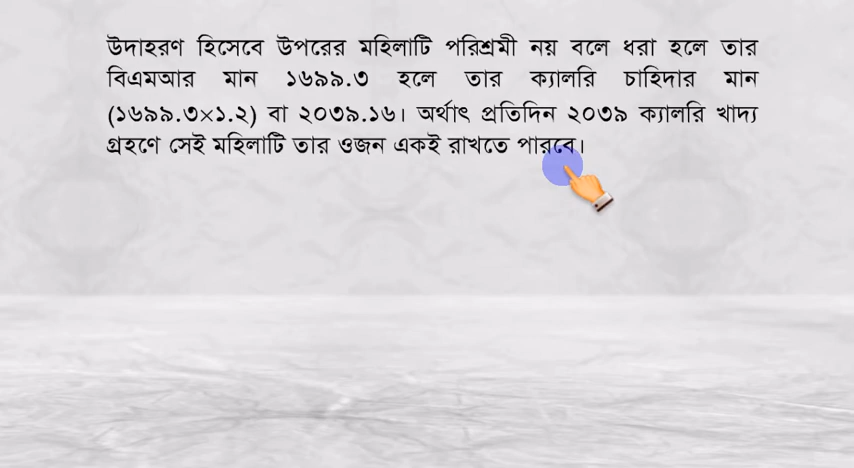 উদাহরণ হিসেবে উপরের মহিলাটি পরিশ্রমী নয় বলে ধরা হলে তার
বিএমআর মান ১৬৯৯.৩ হলে তার ক্যালরি চাহিদার মান
(১৬৯৯.৩×১.২) বা ২০৩৯.১৬। অর্থাৎ প্রতিদিন ২০৩৯ ক্যালরি খাদ্য
গ্রহণে সেই মহিলাটি তার ওজন একই রাখতে পারবে।